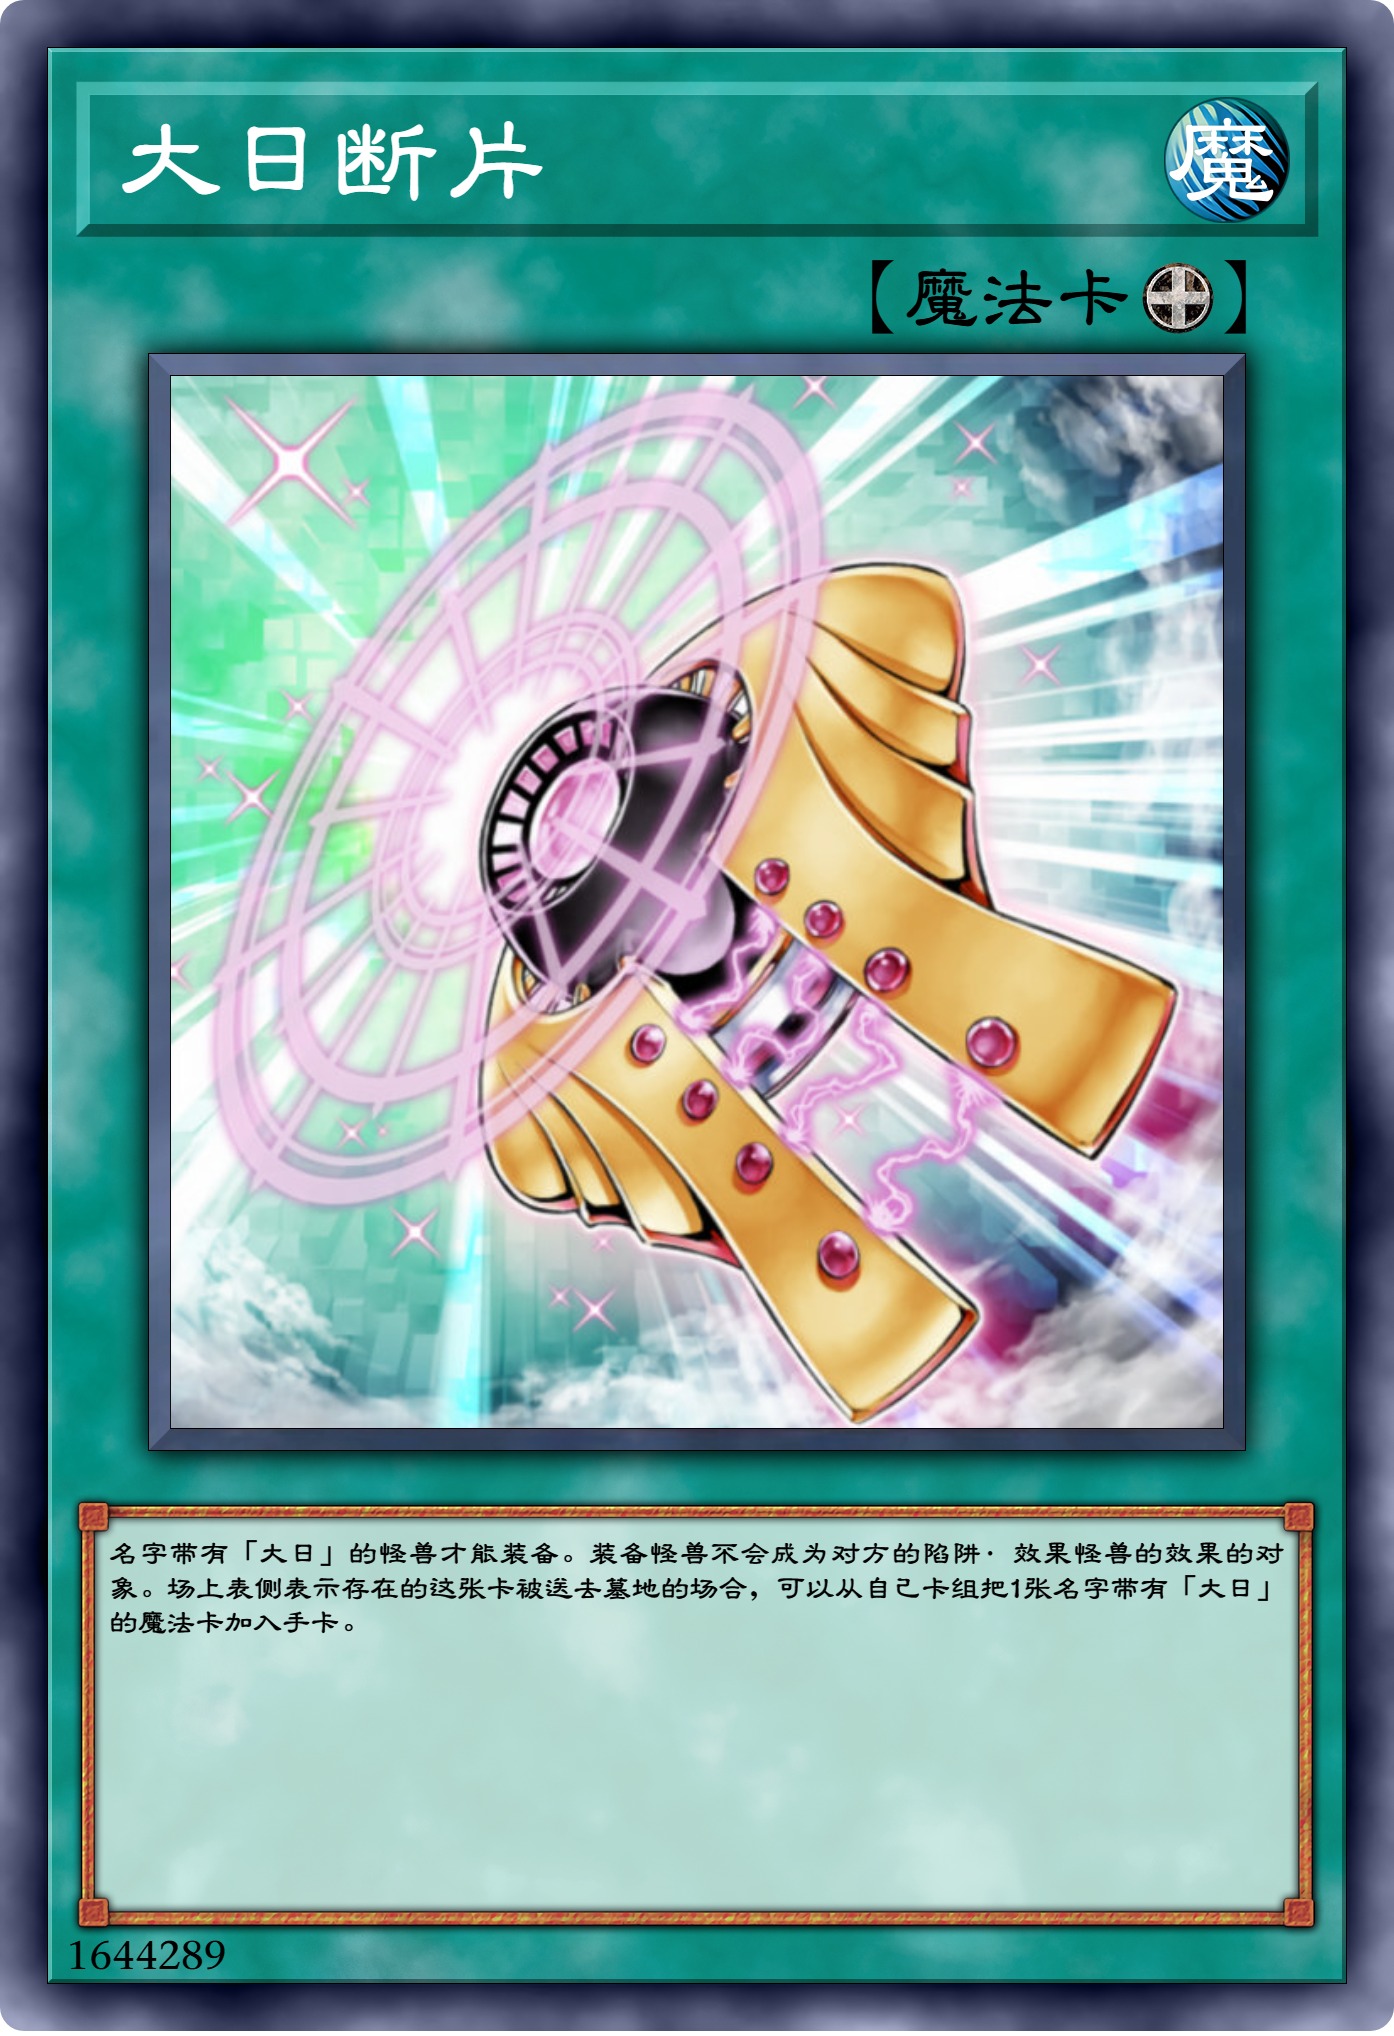 大日断片
魔
【魔法卡】
名字带有「大日」的怪兽才能装备。装备怪兽不会成为对方的陷阱·效果怪兽的效果的对
象。场上表侧表示存在的这张卡被送去墓地的场合，可以从自己卡组把1张名字带有「大日」
的魔法卡加入手卡。
1644289